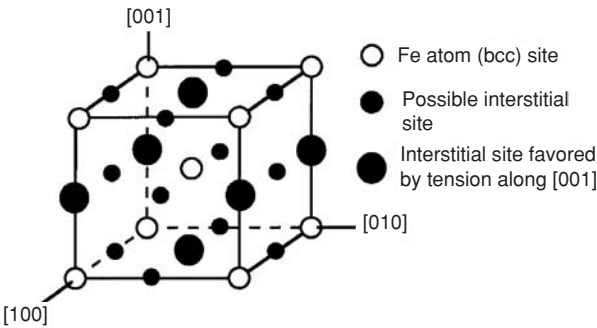 [001]
Fe atom (bcc) site
Possible interstitial
site
Interstitial site favored
by tension along [001]
[010]
[100]